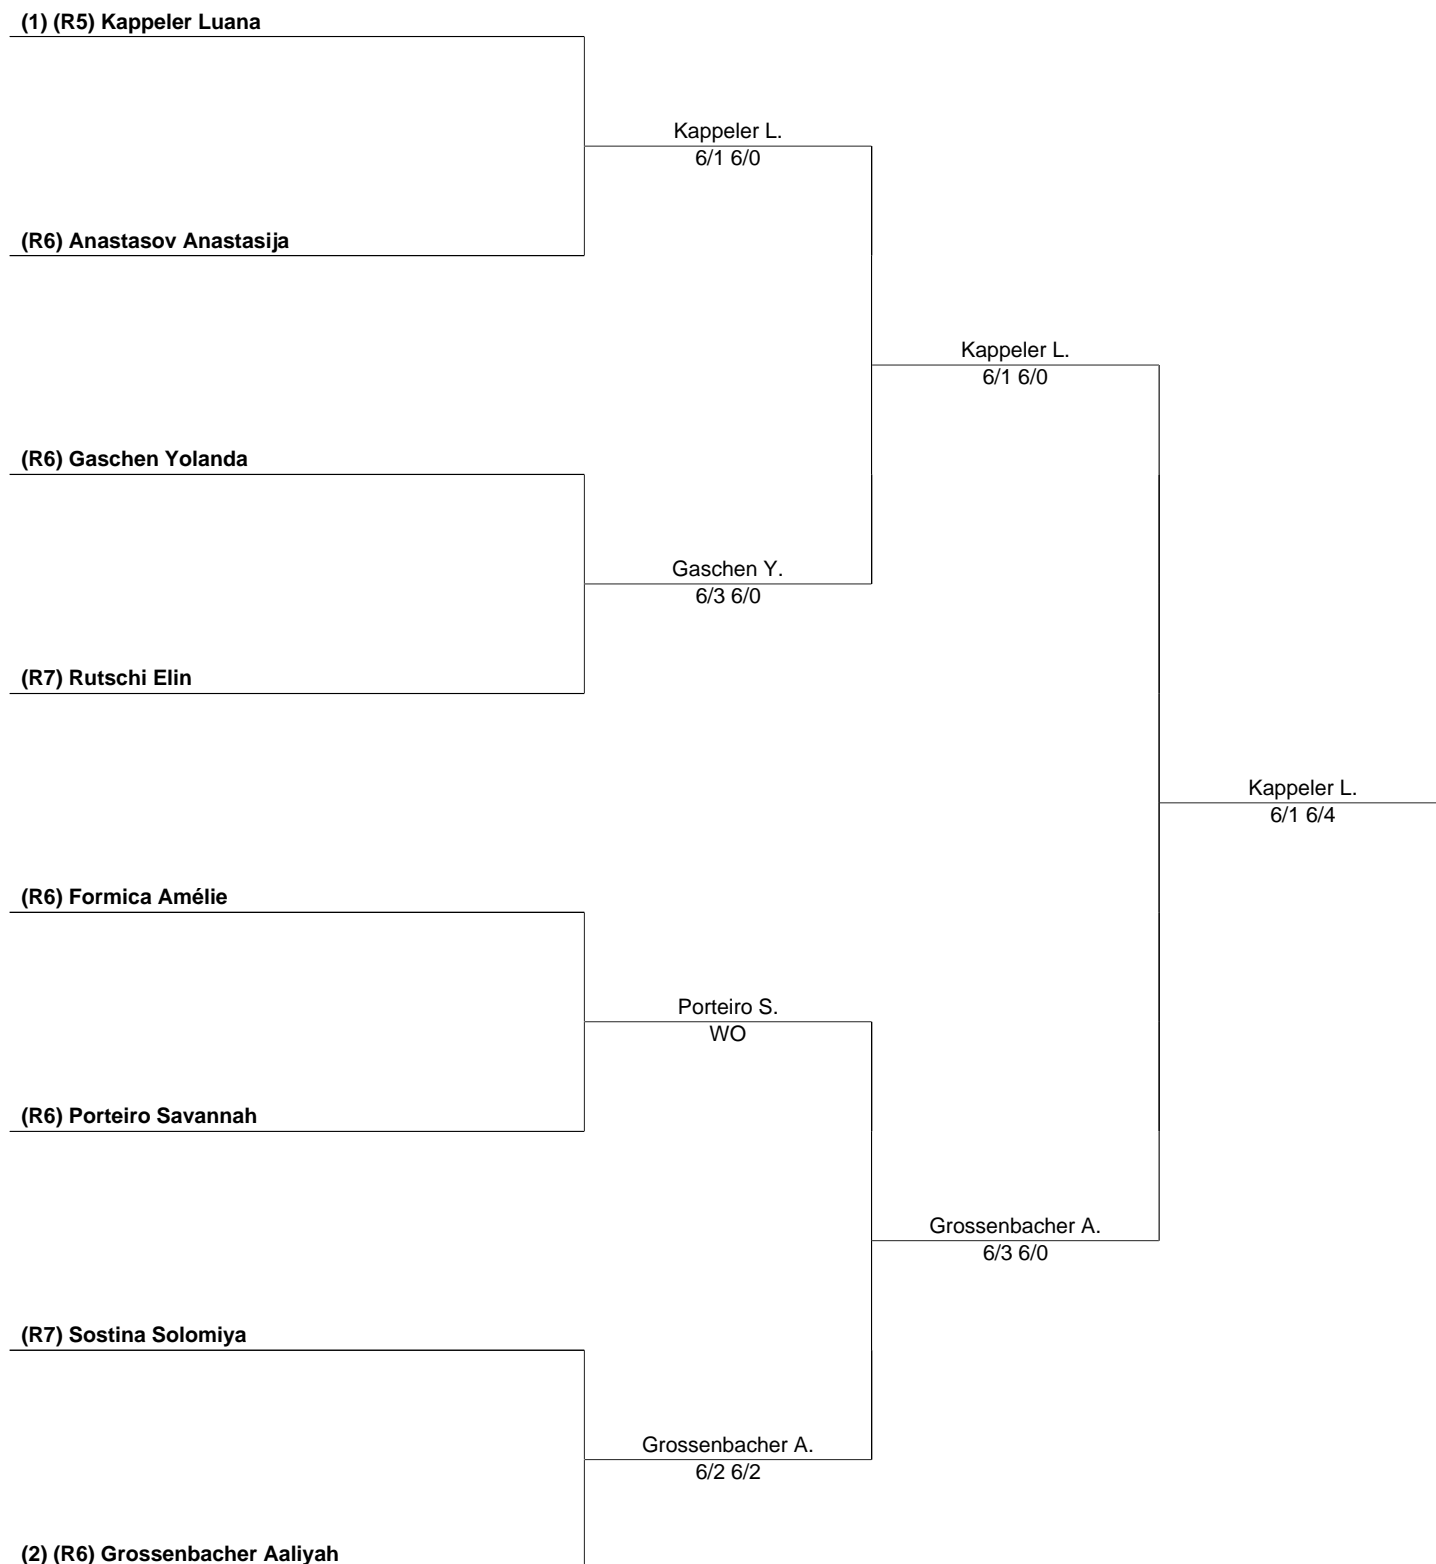 (1) (R5) Kappeler Luana
Kappeler L.
6/1 6/0
(R6) Anastasov Anastasija
Kappeler L.
6/1 6/0
(R6) Gaschen Yolanda
Gaschen Y.
6/3 6/0
(R7) Rutschi Elin
Kappeler L.
6/1 6/4
(R6) Formica Amélie
Porteiro S.
WO
(R6) Porteiro Savannah
Grossenbacher A.
6/3 6/0
(R7) Sostina Solomiya
Grossenbacher A.
6/2 6/2
(2) (R6) Grossenbacher Aaliyah